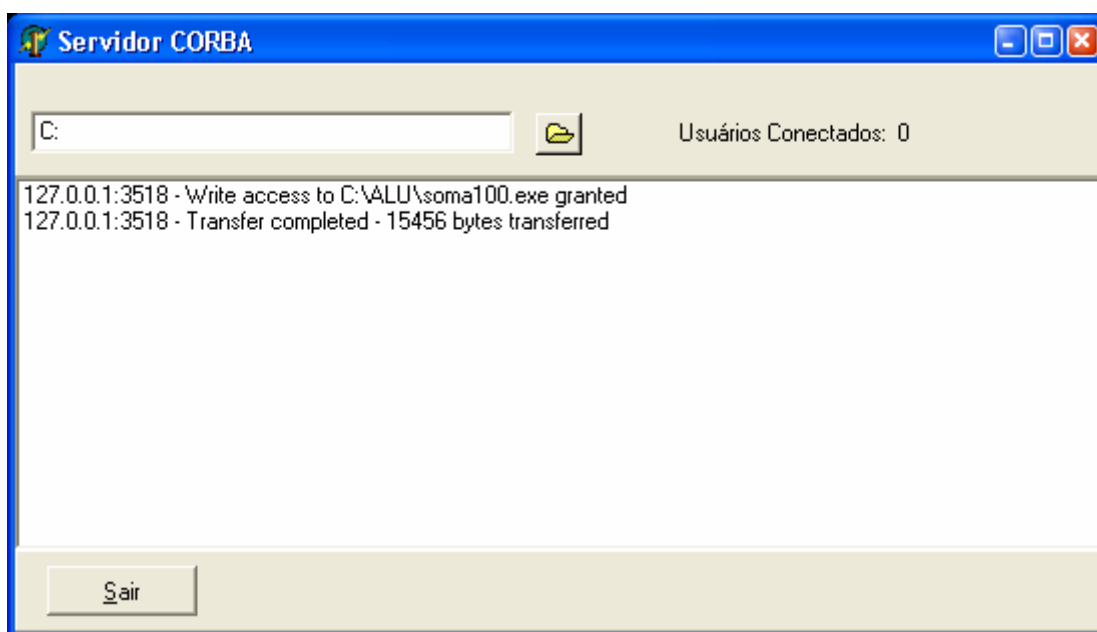 Servidor CORBA
C:
Usuários Conectados: 0
127.0.0.1:3518 - Write access to C:\ALU\soma100.exe granted
127.0.0.1:3518 - Transfer completed - 15456 bytes transferred
Sair